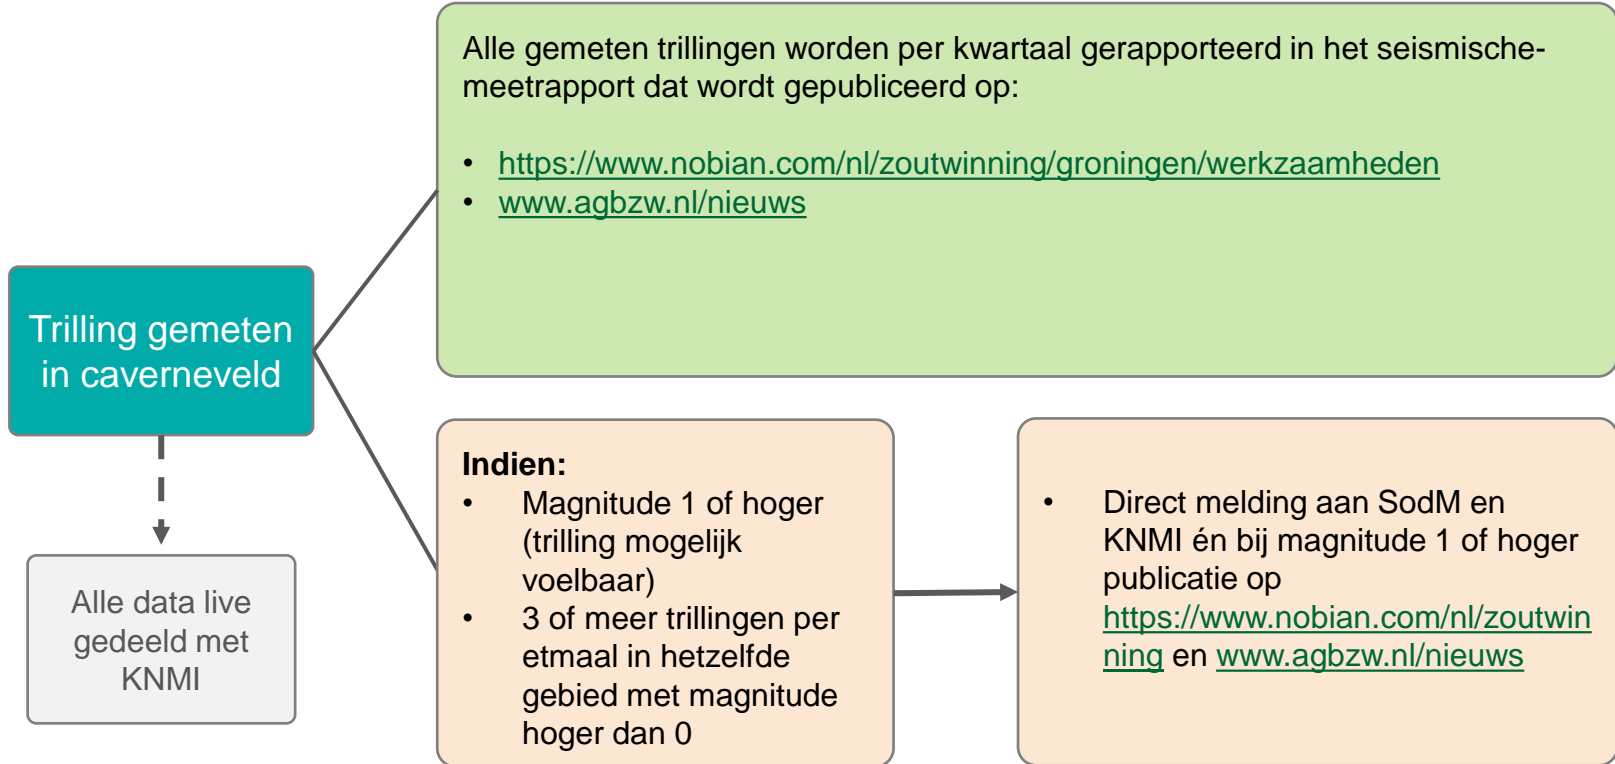 Alle gemeten trillingen worden per kwartaal gerapporteerd in het seismische-
meetrapport dat wordt gepubliceerd op:
• https://www.nobian.com/nl/zoutwinning/groningen/werkzaamheden
• www.agbzw.nl/nieuws
Trilling gemeten
in caverneveld
Alle data live
gedeeld met
KNMI
Indien:
• Magnitude 1 of hoger
(trilling mogelijk
voelbaar)
• 3 of meer trillingen per
etmaal in hetzelfde
gebied met magnitude
hoger dan 0
• Direct melding aan SodM en
KNMI én bij magnitude 1 of hoger
publicatie op
https://www.nobian.com/nl/zoutwin
ning en www.agbzw.nl/nieuws